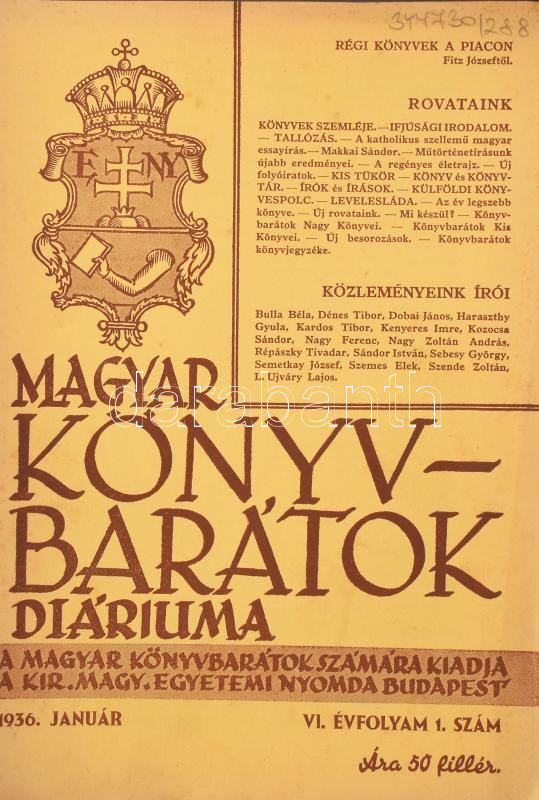 344730/288
RÉGI KÖNYVEK A PIACON
Fitz Józseftől.
ROVATAINK
KÖNYVEK SZEMLÉJE. — IFJÚSÁGI IRODALOM.
— TALLÓZÁS. — A katholikus szellemű magyar
essayírás. — Makkai Sándor. — Műtörténetírásunk
újabb eredményei. — A regényes életrajz. — Új
folyóiratok. — KIS TÜKÖR — KÖNYV és KÖNYV-
TÁR. — ÍRÓK és ÍRÁSOK. — KÜLFÖLDI KÖNY-
VESPOLC. — LEVELESLÁDA. — Az év legszebb
könyve. — Új rovataink. — Mi készül? — Könyv-
barátok Nagy Könyvei. — Könyvbarátok Kis
Könyvei. — Új besorozások. — Könyvbarátok
könyvjegyzéke.
KÖZLEMÉNYEINK ÍRÓI
Bulla Béla, Dénes Tibor, Dobai János, Haraszthy
Gyula, Kardos Tibor, Kenyeres Imre, Kozocsa
Sándor, Nagy Ferenc, Nagy Zoltán András,
Répászky Tivadar, Sándor István, Sebesy György,
Semetkay József, Szemes Elek, Szende Zoltán,
L. Ujváry Lajos.
E NY
MAGYAR
darabanth
KÖNYV-
BARÁTOK
DIÁRIUMA
A MAGYAR KÖNYVBARÁTOK SZÁMÁRA KIADJA
A KIR. MAGY. EGYETEMI NYOMDA BUDAPEST
1936. JANUÁR VI. ÉVFOLYAM 1. SZÁM
Ára 50 fillér.